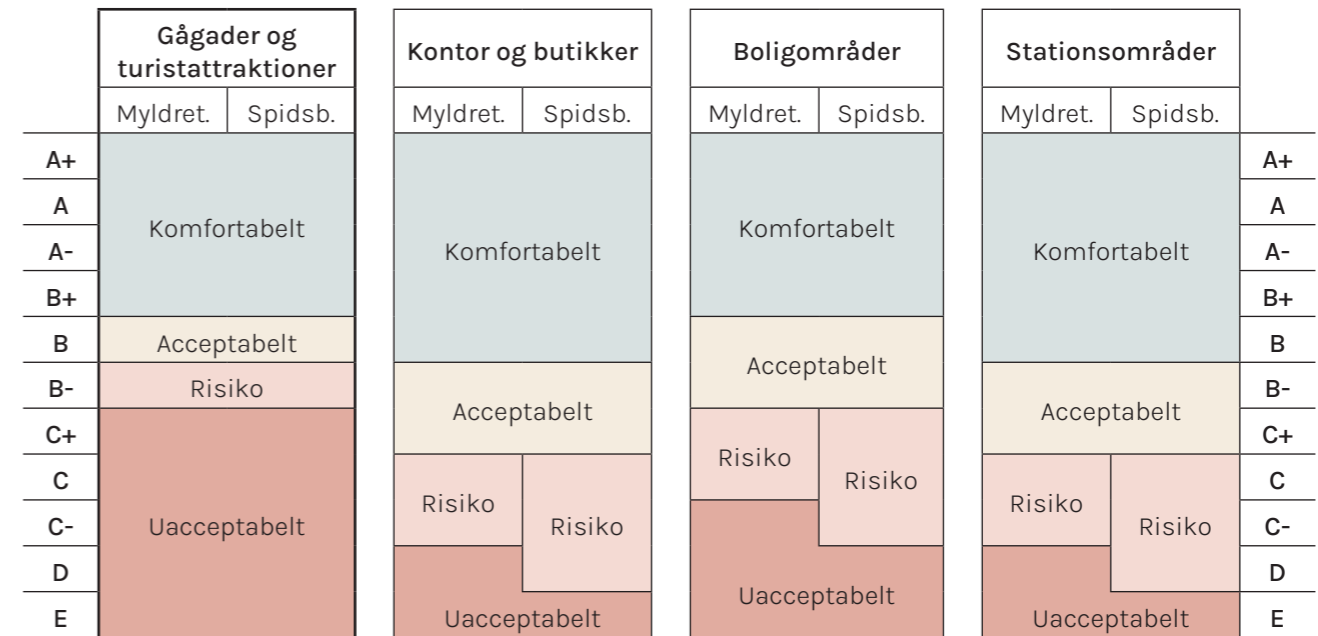 Gågader og
turistattraktioner
Kontor og butikker
Boligområder
Stationsområder
Myldret. Spidsb. Myldret. Spidsb. Myldret. Spidsb. Myldret. Spidsb.
A+ A+
A A
Komfortabelt Komfortabelt
A- Komfortabelt Komfortabelt A-
B+ B+
B Acceptabelt B
Acceptabelt
B- Risiko B-
Acceptabelt Acceptabelt
C+ C+
Risiko
C Risiko C
Risiko Risiko
C- Uacceptabelt Risiko Risiko C-
D D
Uacceptabelt
E Uacceptabelt Uacceptabelt E